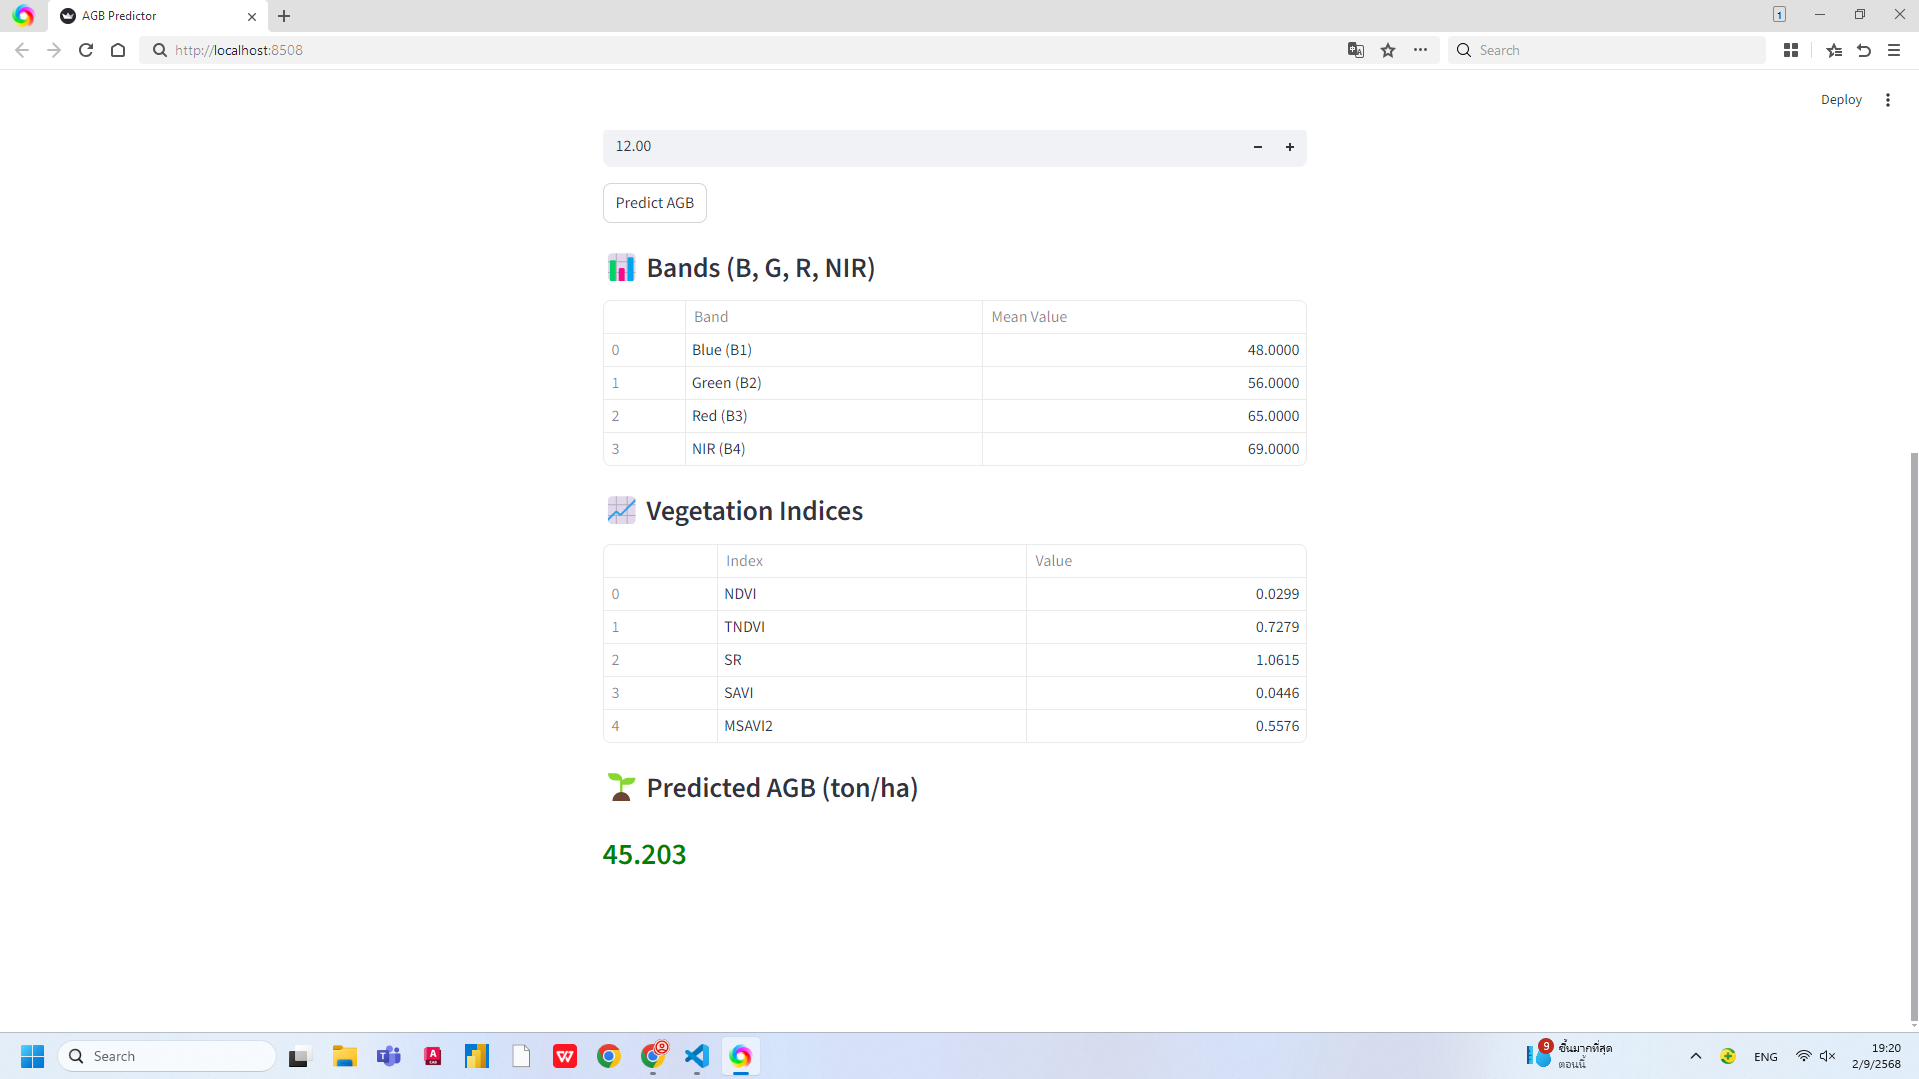 AGB Predictor
1
http://localhost:8508
Search
Deploy
12.00
Predict AGB
Bands (B, G, R, NIR)
Band Mean Value
0 Blue (B1) 48.0000
1 Green (B2) 56.0000
2 Red (B3) 65.0000
3 NIR (B4) 69.0000
Vegetation Indices
Index Value
0 NDVI 0.0299
1 TNDVI 0.7279
2 SR 1.0615
3 SAVI 0.0446
4 MSAVI2 0.5576
Predicted AGB (ton/ha)
45.203
Search
9
ชื้นมากที่สุด
ตอนนี้
ENG
19:20
2/9/2568